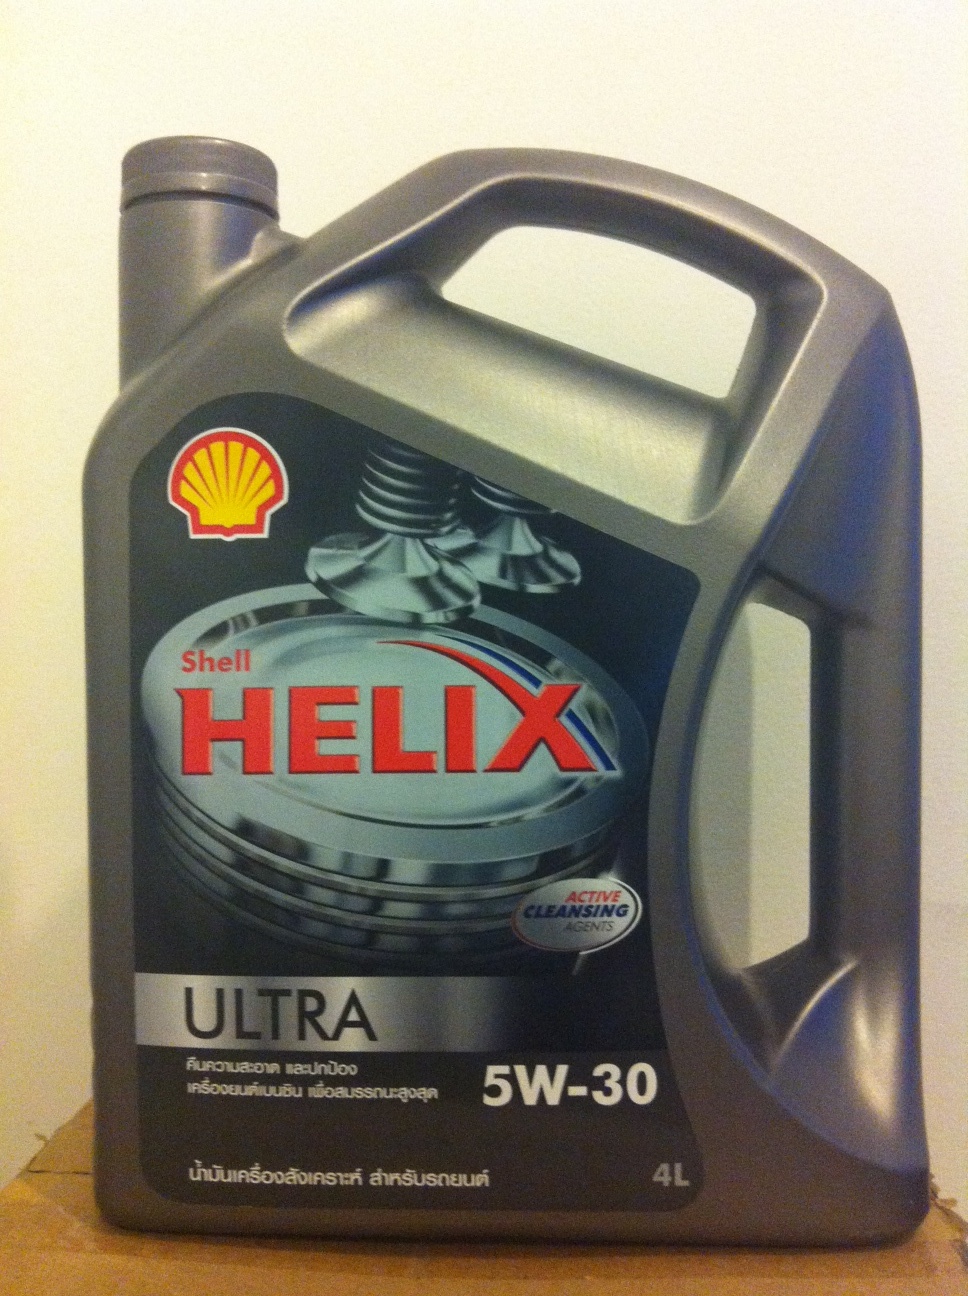 Shell
HELIX
ACTIVE
CLEANSING
AGENTS
ULTRA
คืนความสะอาด และปกป้อง
เครื่องยนต์เบนซิน เพื่อสมรรถนะสูงสุด
5W-30
น้ำมันเครื่องสังเคราะห์ สำหรับรถยนต์
4L